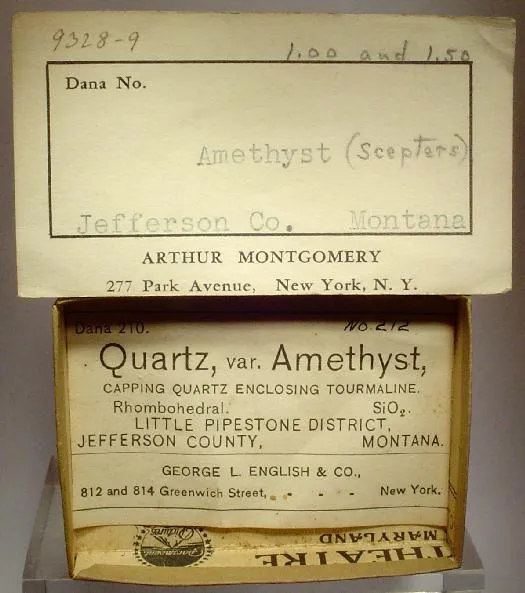 9328-9
1.00 and 1.50
Dana No.
Amethyst (Scepters)
Jefferson Co. Montana
ARTHUR MONTGOMERY
277 Park Avenue, New York, N. Y.
Dana 210. No. 212
Quartz, var. Amethyst,
CAPPING QUARTZ ENCLOSING TOURMALINE.
Rhombohedral. SiO₂.
LITTLE PIPESTONE DISTRICT,
JEFFERSON COUNTY, MONTANA.
GEORGE L. ENGLISH & CO.,
812 and 814 Greenwich Street, - - - New York.
THEATRE
MARYLAND
Paramount
Pictures